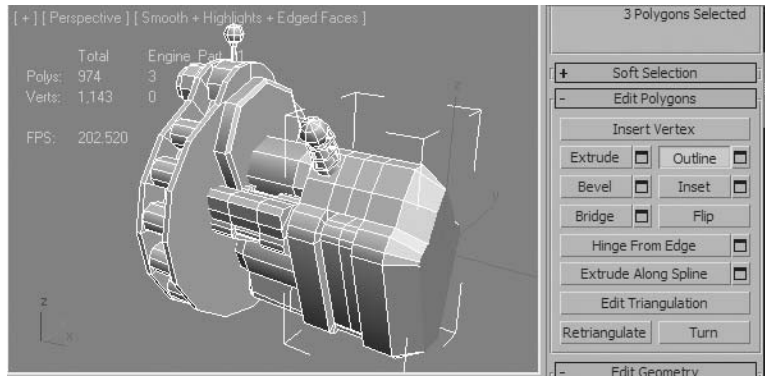 [ + ] [ Perspective ] [ Smooth + Highlights + Edged Faces ]
Total Engine_Part_
Polys: 974 3
Verts: 1,143 0
FPS: 202.520
z
y
z
x
3 Polygons Selected
+ Soft Selection
- Edit Polygons
Insert Vertex
Extrude Outline
Bevel Inset
Bridge Flip
Hinge From Edge
Extrude Along Spline
Edit Triangulation
Retriangulate Turn
- Edit Geometry